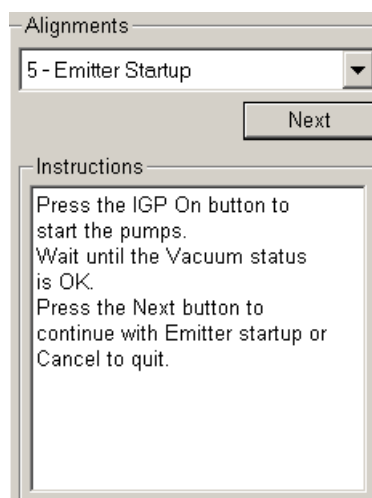 Alignments
5 - Emitter Startup
Next
Instructions
Press the IGP On button to
start the pumps.
Wait until the Vacuum status
is OK.
Press the Next button to
continue with Emitter startup or
Cancel to quit.